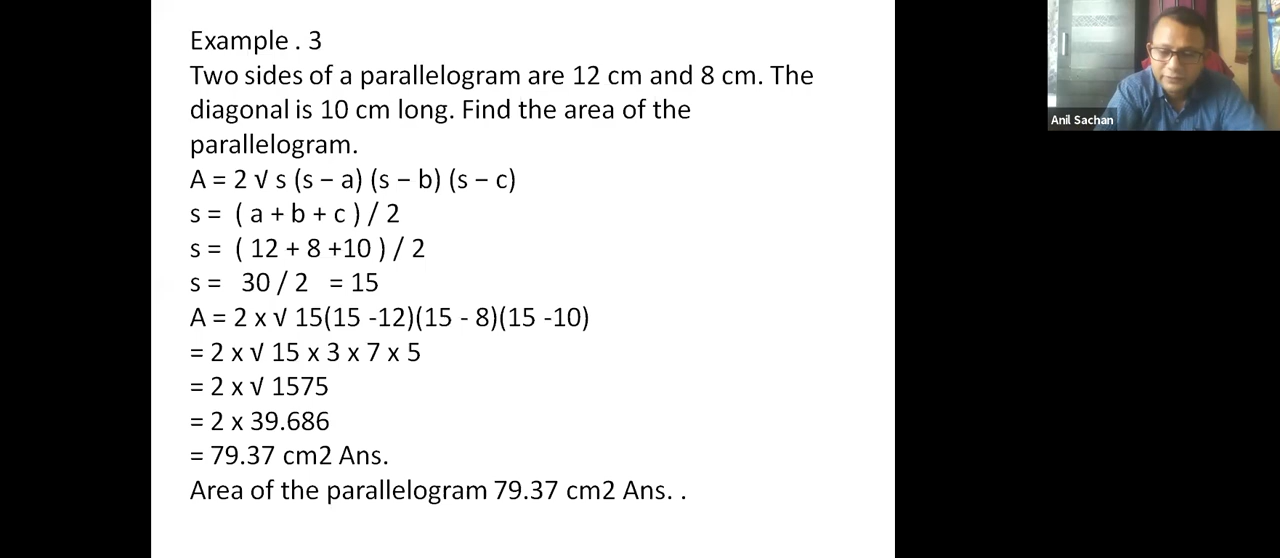 Example . 3
Two sides of a parallelogram are 12 cm and 8 cm. The
diagonal is 10 cm long. Find the area of the
parallelogram.
A = 2 √ s (s − a) (s − b) (s − c)
s =  ( a + b + c ) / 2
s =  ( 12 + 8 +10 ) / 2
s =   30 / 2   = 15
A = 2 x √ 15(15 -12)(15 - 8)(15 -10)
= 2 x √ 15 x 3 x 7 x 5
= 2 x √ 1575
= 2 x 39.686
= 79.37 cm2 Ans.
Area of the parallelogram 79.37 cm2 Ans. .
Anil Sachan